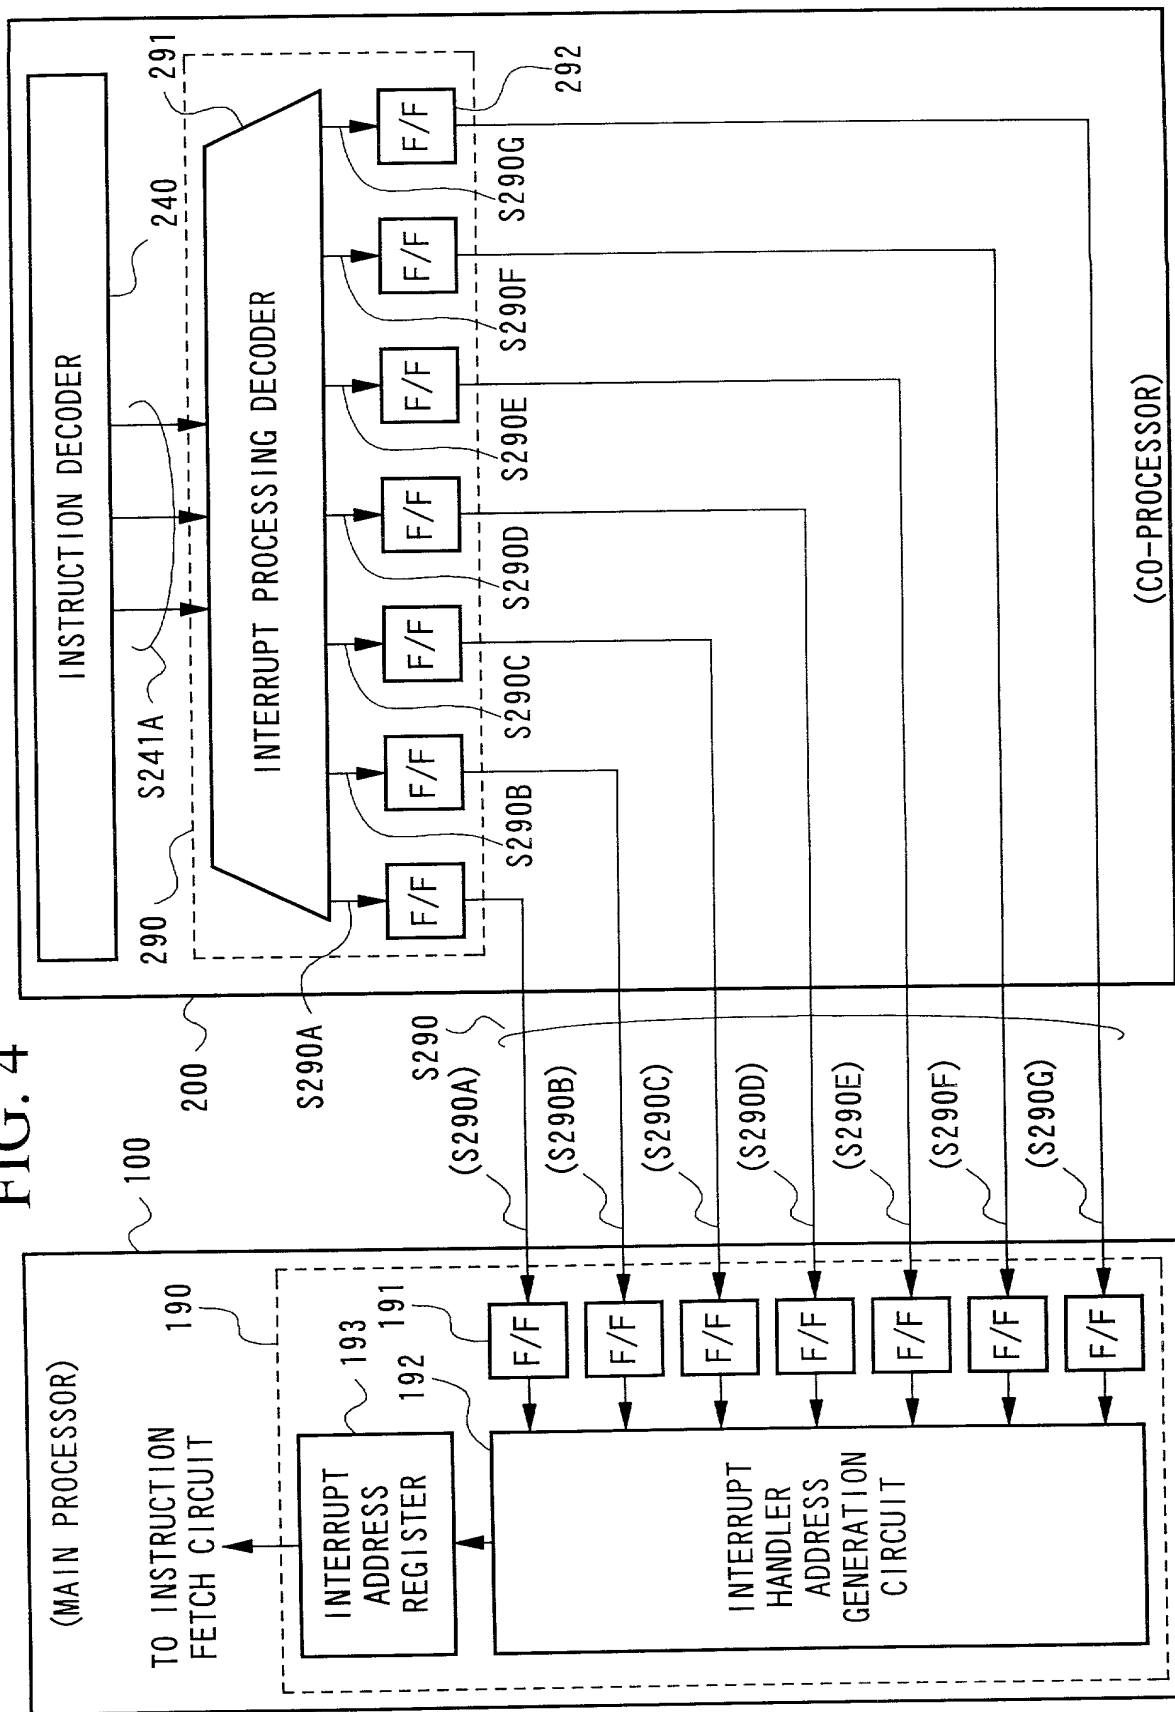 FIG. 4
100
(MAIN PROCESSOR)
TO INSTRUCTION
FETCH CIRCUIT
190
193
INTERRUPT
ADDRESS
REGISTER
191
192
F/F
F/F
F/F
F/F
F/F
F/F
F/F
INTERRUPT
HANDLER
ADDRESS
GENERATION
CIRCUIT
S290
(S290A)
(S290B)
(S290C)
(S290D)
(S290E)
(S290F)
(S290G)
200
INSTRUCTION DECODER
240
S241A
290
291
INTERRUPT PROCESSING DECODER
F/F
F/F
F/F
F/F
F/F
F/F
F/F
292
S290A
S290B
S290C
S290D
S290E
S290F
S290G
(CO-PROCESSOR)